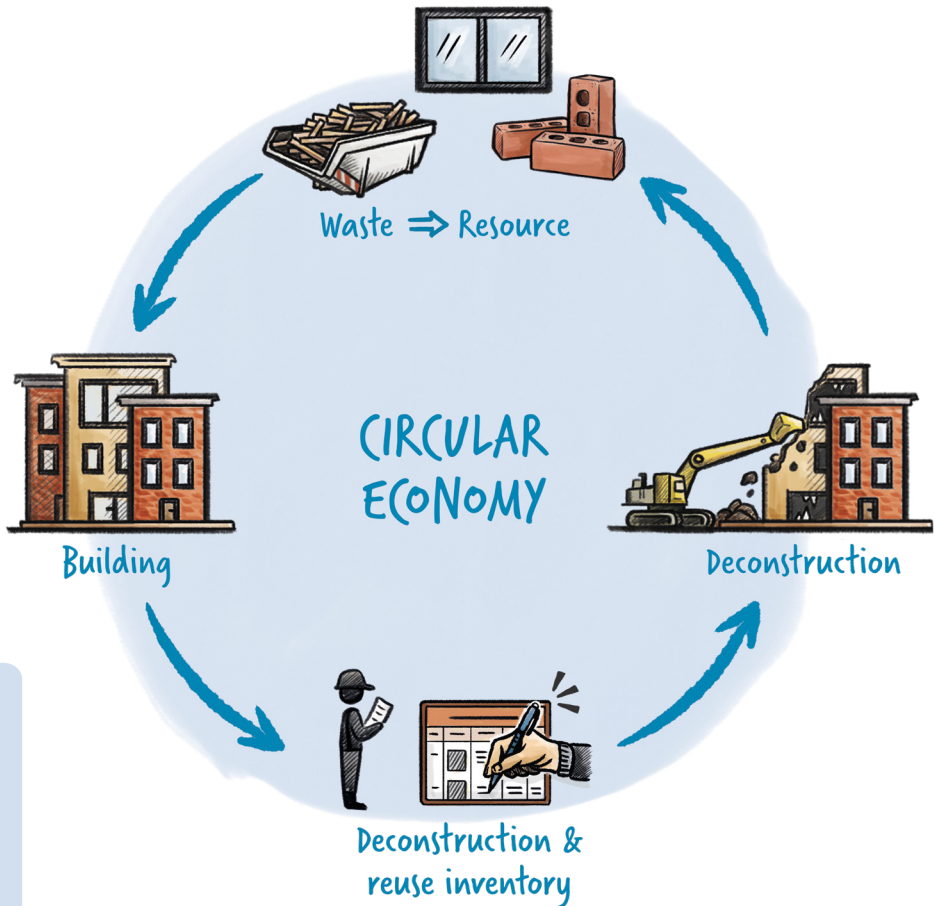 Waste ⇒ Resource
CIRCULAR
ECONOMY
Building
Deconstruction
Deconstruction &
reuse inventory